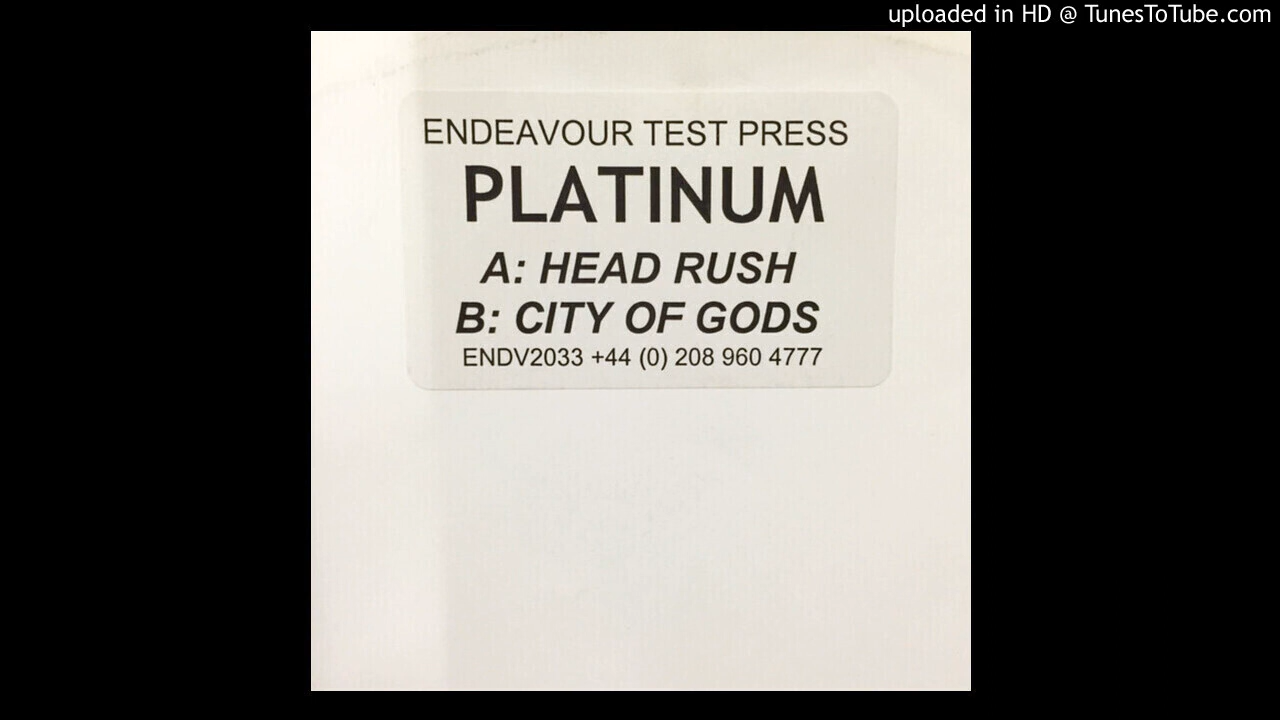 uploaded in HD @ TunesToTube.com
ENDEAVOUR TEST PRESS
PLATINUM
A: HEAD RUSH
B: CITY OF GODS
ENDV2033 +44 (0) 208 960 4777